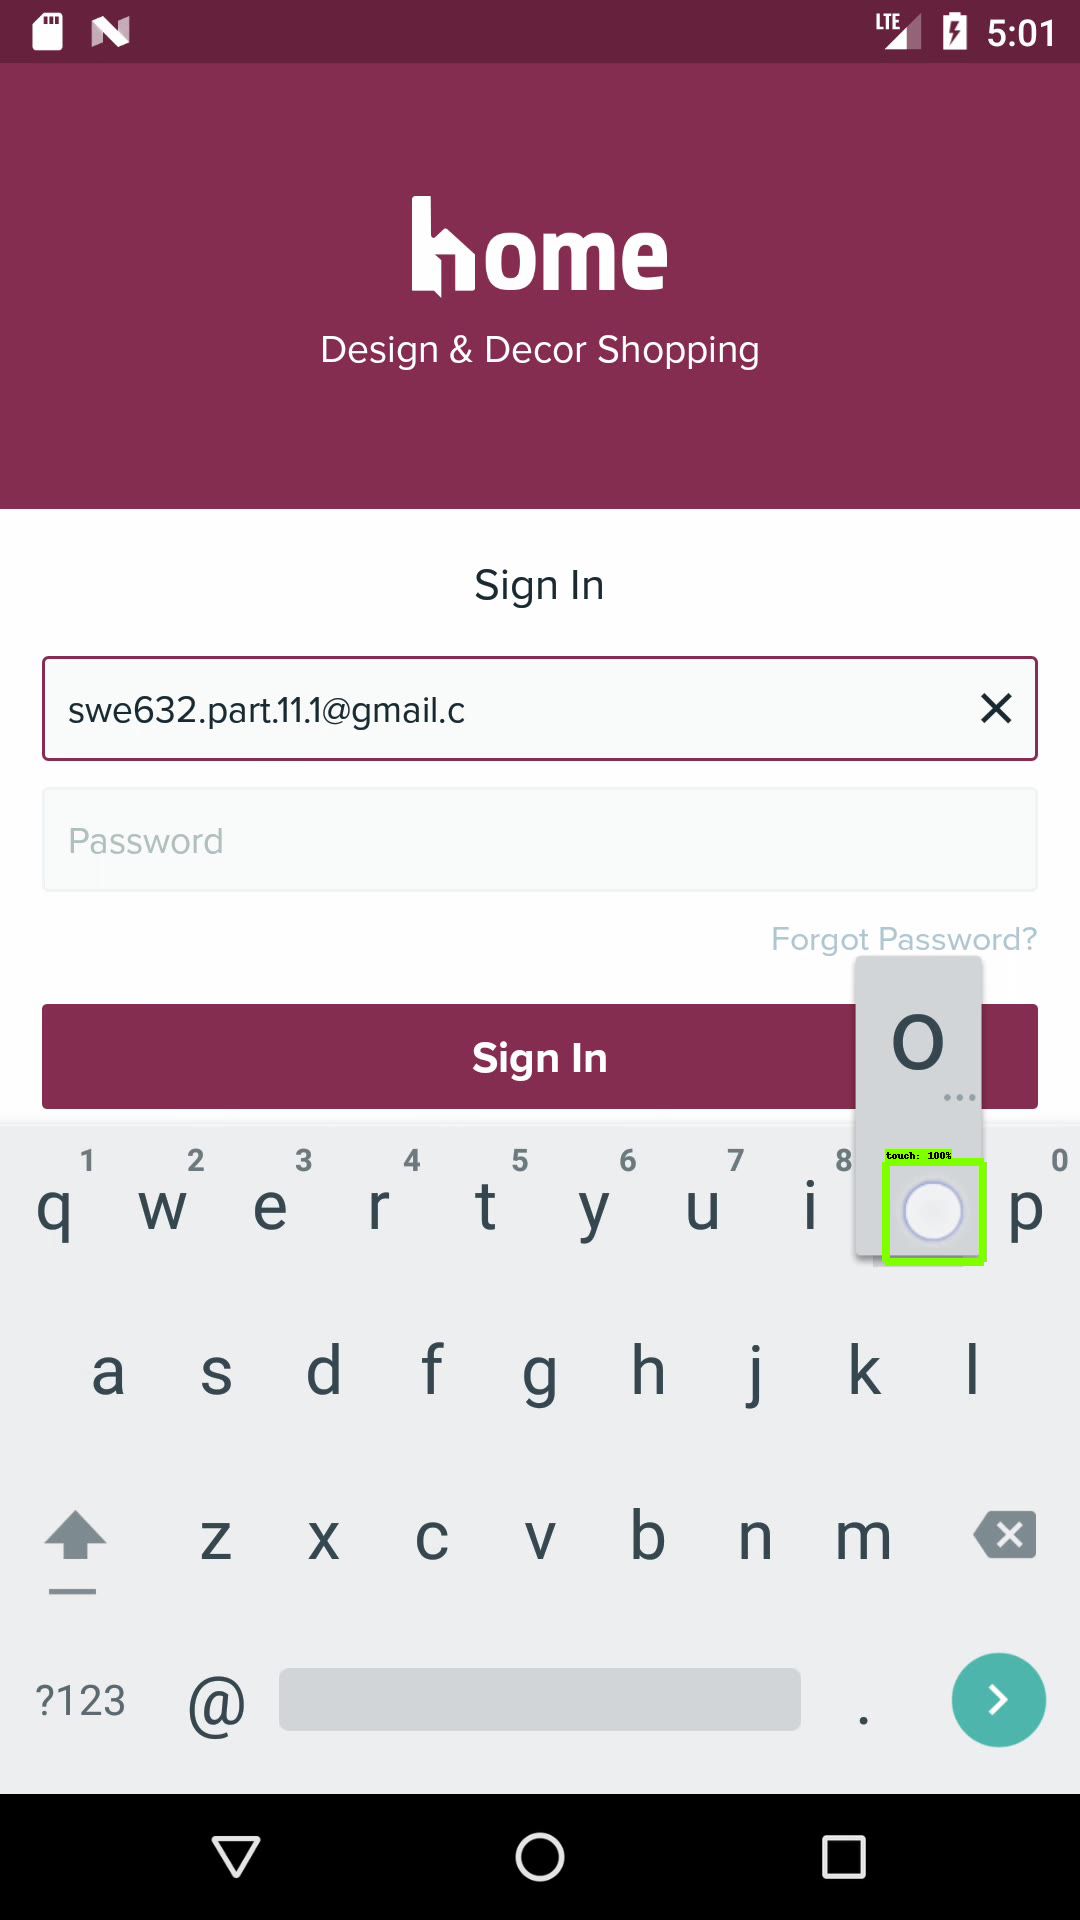 LTE 5:01
home
Design & Decor Shopping
Sign In
swe632.part.11.1@gmail.c
Password
Forgot Password?
Sign In
o
...
touch: 100%
1 2 3 4 5 6 7 8 0
q w e r t y u i p
a s d f g h j k l
z x c v b n m
?123 @ .